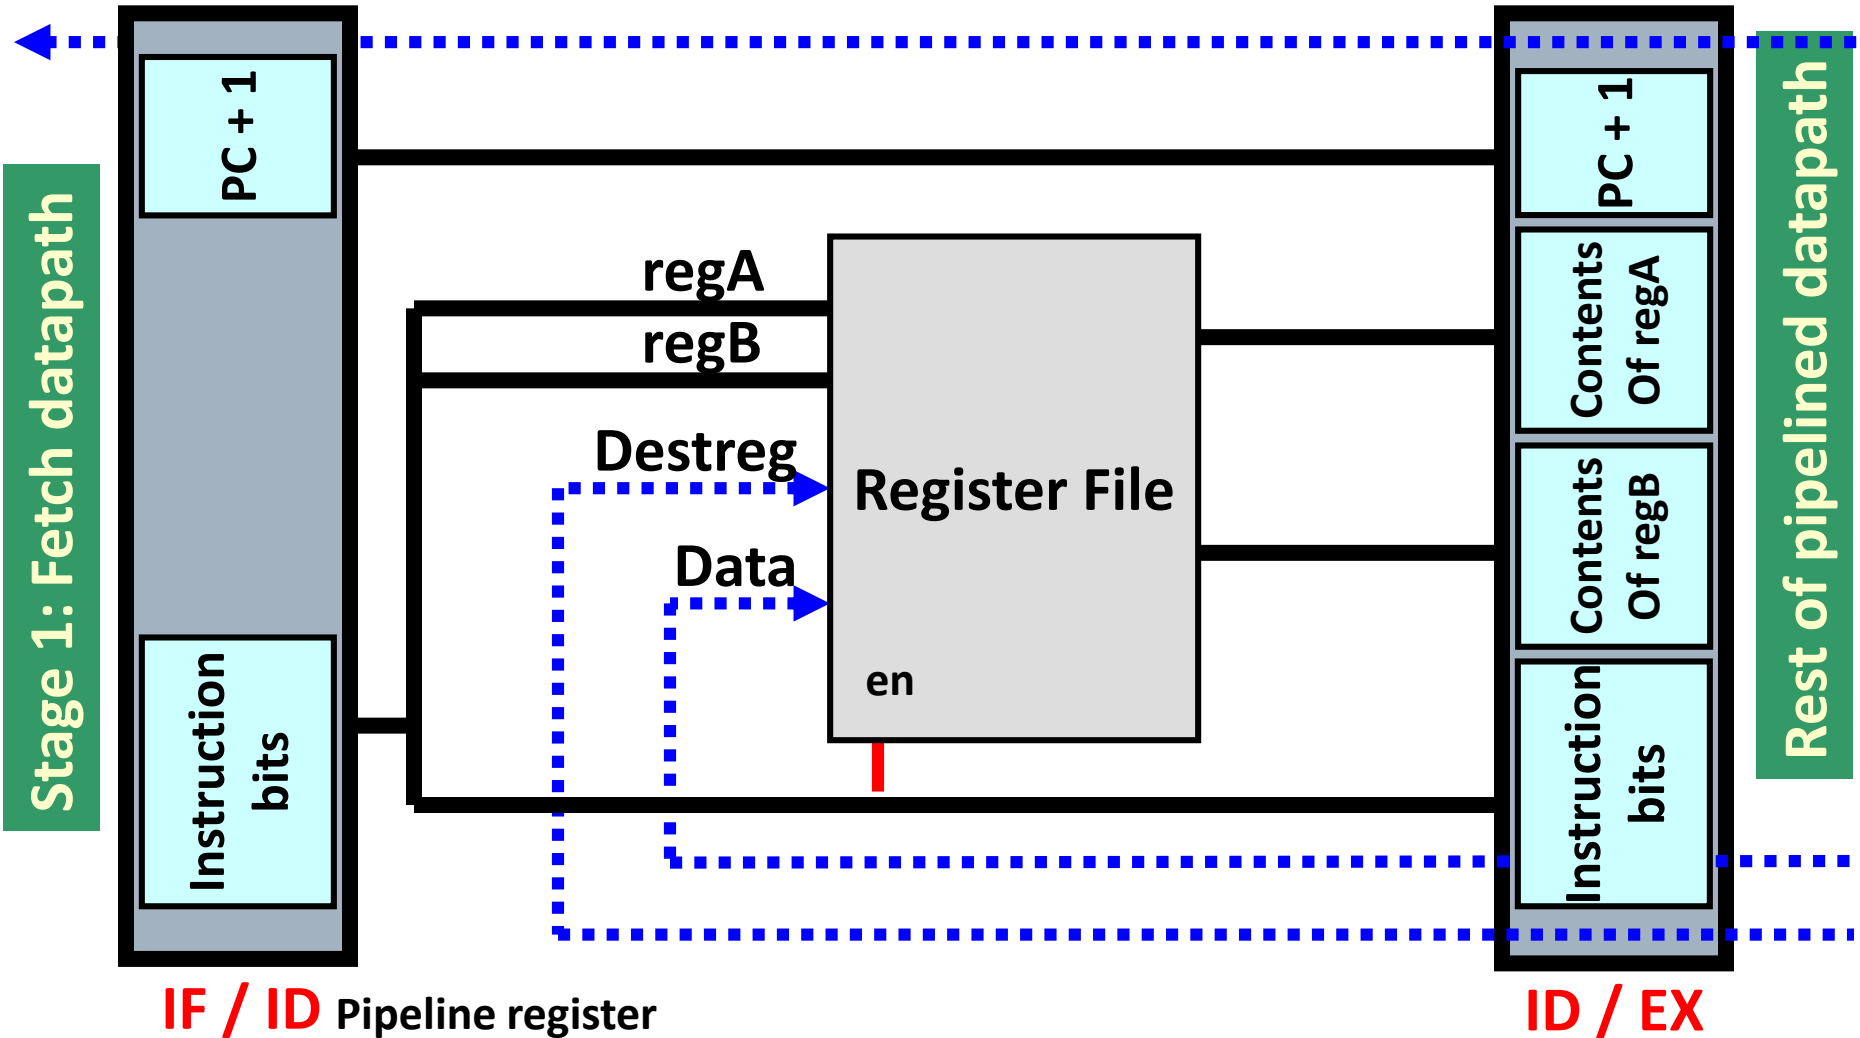 Stage 1: Fetch datapath
PC + 1
Instruction
bits
regA
regB
Destreg
Data
Register File
en
PC + 1
Contents
Of regA
Contents
Of regB
Instruction
bits
Rest of pipelined datapath
IF / ID Pipeline register
ID / EX